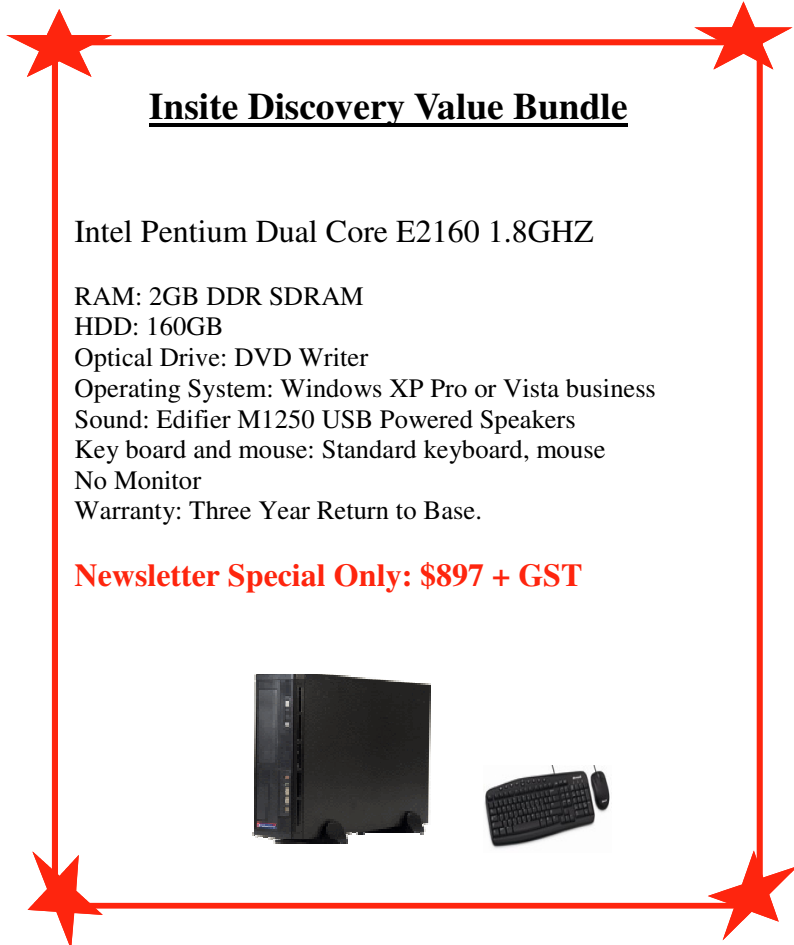 Insite Discovery Value Bundle
Intel Pentium Dual Core E2160 1.8GHZ
RAM: 2GB DDR SDRAM
HDD: 160GB
Optical Drive: DVD Writer
Operating System: Windows XP Pro or Vista business
Sound: Edifier M1250 USB Powered Speakers
Key board and mouse: Standard keyboard, mouse
No Monitor
Warranty: Three Year Return to Base.
Newsletter Special Only: $897 + GST